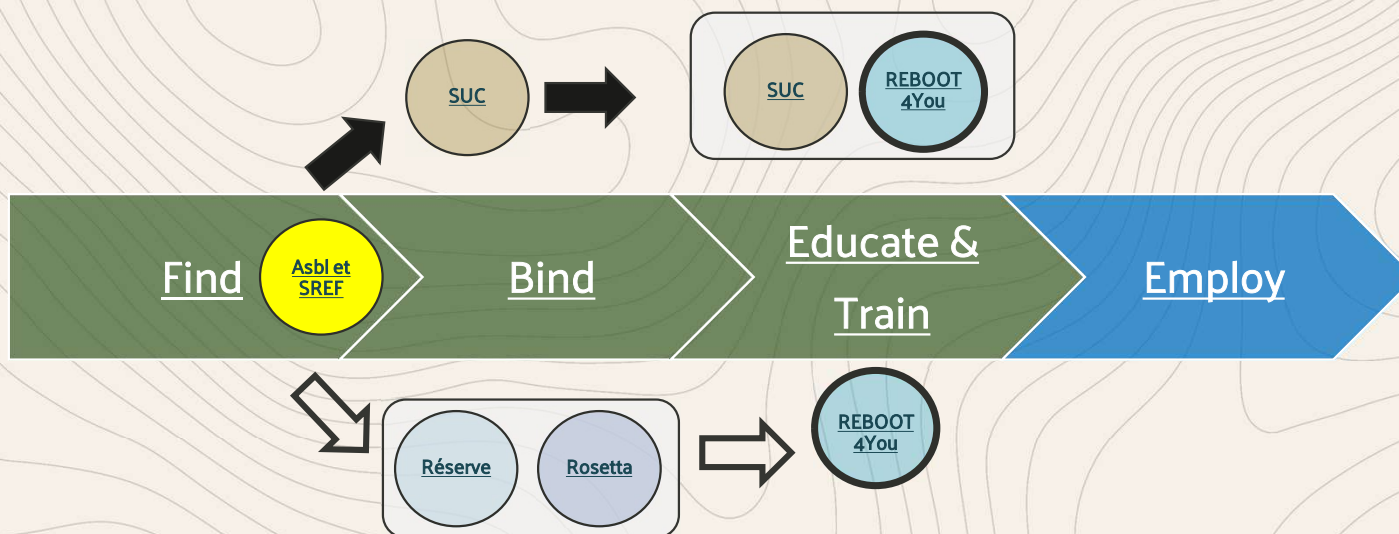 SUC
SUC
REBOOT
4You
Find
Asbl et
SREF
Bind
Educate &
Train
Employ
Réserve
Rosetta
REBOOT
4You